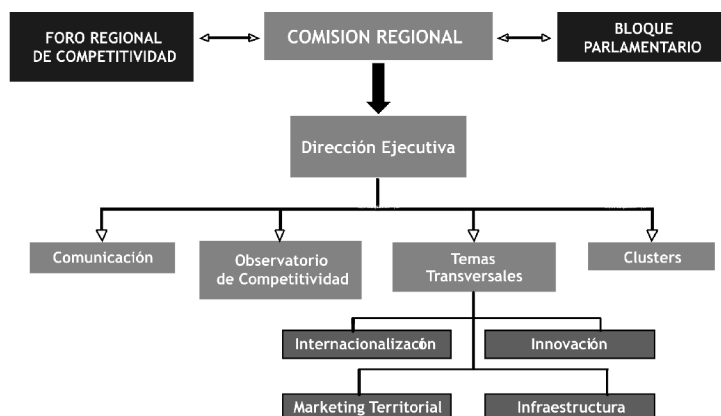 FORO REGIONAL
DE COMPETITIVIDAD
COMISION REGIONAL
BLOQUE
PARLAMENTARIO
Dirección Ejecutiva
Comunicación
Observatorio
de Competitividad
Temas
Transversales
Clusters
Internacionalización
Innovación
Marketing Territorial
Infraestructura